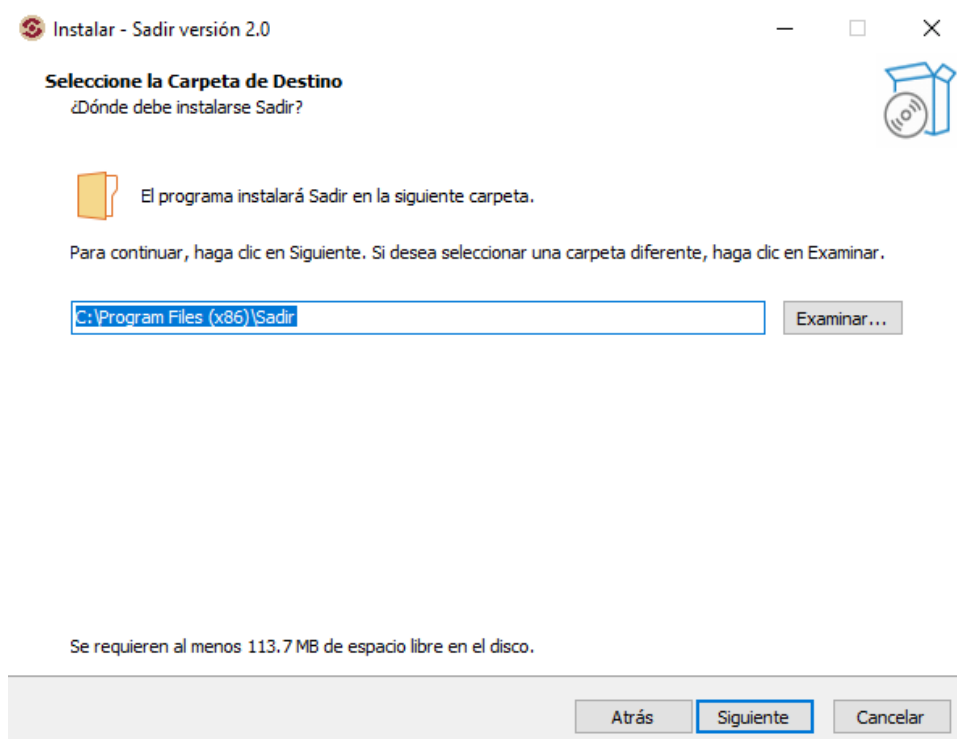 Instalar - Sadir versión 2.0
Seleccione la Carpeta de Destino
¿Dónde debe instalarse Sadir?
El programa instalará Sadir en la siguiente carpeta.
Para continuar, haga clic en Siguiente. Si desea seleccionar una carpeta diferente, haga clic en Examinar.
C:\Program Files (x86)\Sadir
Examinar...
Se requieren al menos 113.7 MB de espacio libre en el disco.
Atrás
Siguiente
Cancelar